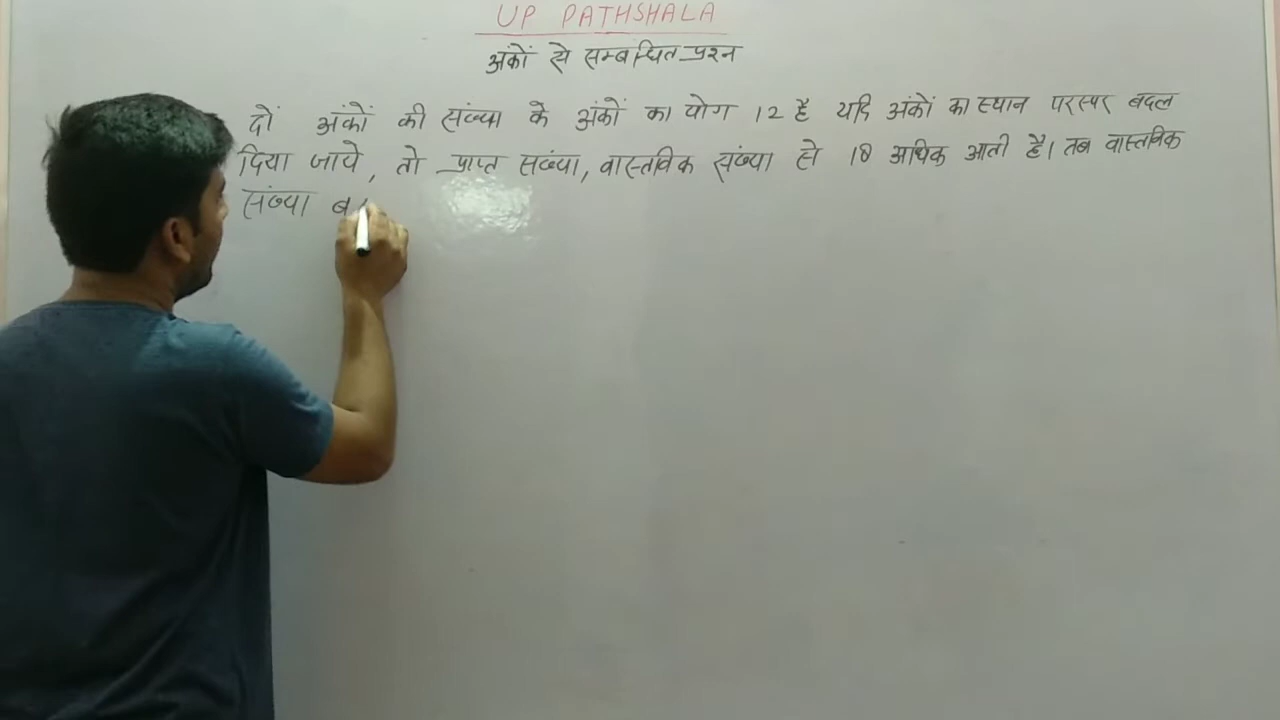 UP PATHSHALA
अंकों से सम्बन्धित प्रश्न
दों अंकों की संख्या के अंकों का योग 12 है यदि अंकों का स्थान परस्पर बदल
दिया जाये, तो प्राप्त संख्या, वास्तविक संख्या से 18 अधिक आती है। तब वास्तविक
संख्या ब